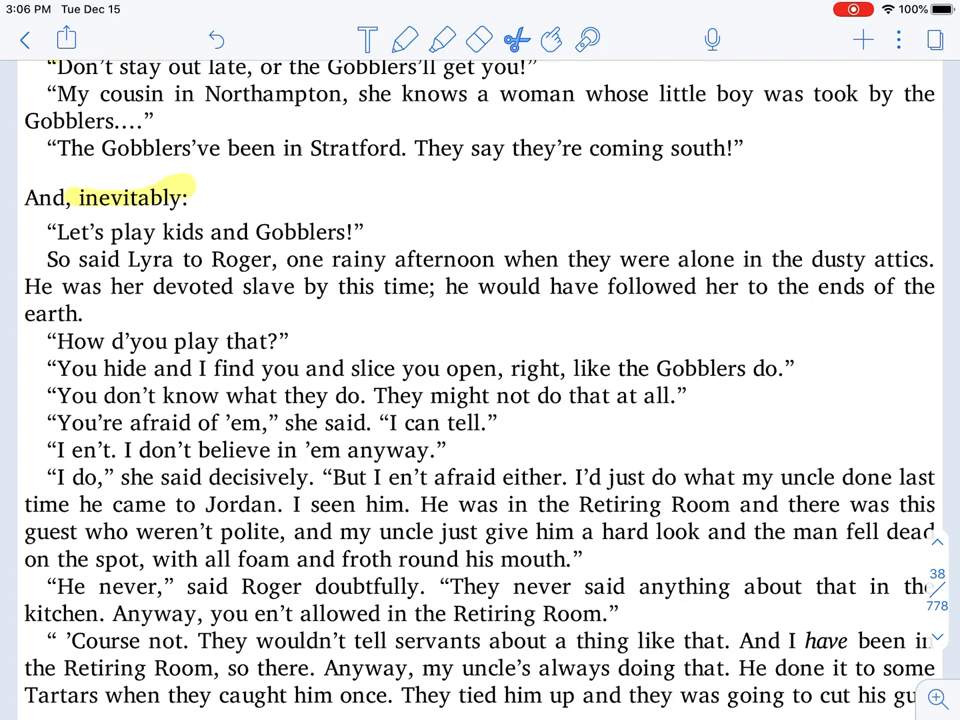 3:06 PM Tue Dec 15
100%
“Don’t stay out late, or the Gobblers’ll get you!”
“My cousin in Northampton, she knows a woman whose little boy was took by the
Gobblers....”
“The Gobblers’ve been in Stratford. They say they’re coming south!”
And, inevitably:
“Let’s play kids and Gobblers!”
So said Lyra to Roger, one rainy afternoon when they were alone in the dusty attics.
He was her devoted slave by this time; he would have followed her to the ends of the
earth.
“How d’you play that?”
“You hide and I find you and slice you open, right, like the Gobblers do.”
“You don’t know what they do. They might not do that at all.”
“You’re afraid of ’em,” she said. “I can tell.”
“I en’t. I don’t believe in ’em anyway.”
“I do,” she said decisively. “But I en’t afraid either. I’d just do what my uncle done last
time he came to Jordan. I seen him. He was in the Retiring Room and there was this
guest who weren’t polite, and my uncle just give him a hard look and the man fell dead
on the spot, with all foam and froth round his mouth.”
“He never,” said Roger doubtfully. “They never said anything about that in the
kitchen. Anyway, you en’t allowed in the Retiring Room.”
“ ’Course not. They wouldn’t tell servants about a thing like that. And I have been in
the Retiring Room, so there. Anyway, my uncle’s always doing that. He done it to some
Tartars when they caught him once. They tied him up and they was going to cut his gu
38
778